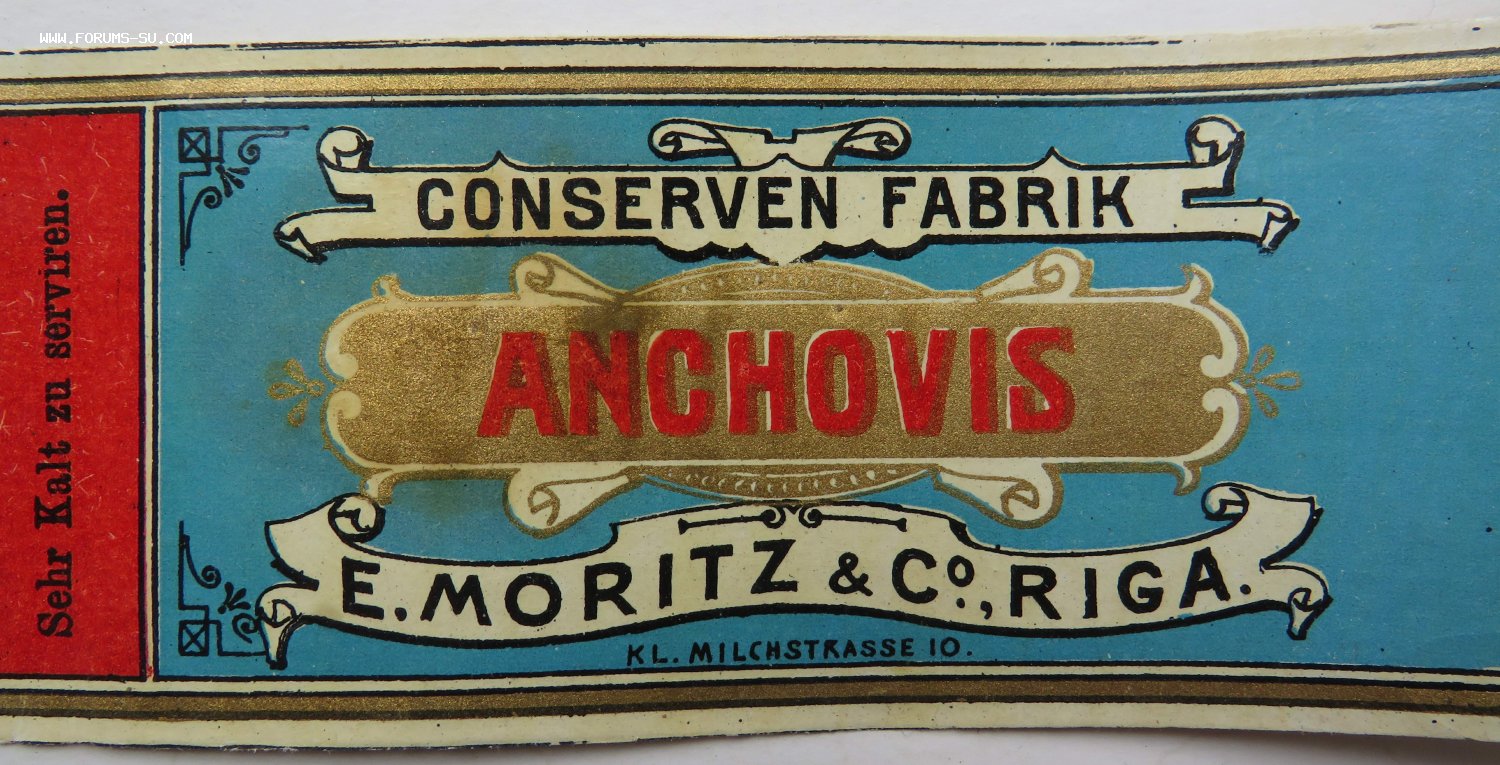 WWW.FORUMS-SU.COM
Sehr Kalt zu serviren.
CONSERVEN FABRIK
ANCHOVIS
E. MORITZ & Co., RIGA.
KL. MILCHSTRASSE 10.